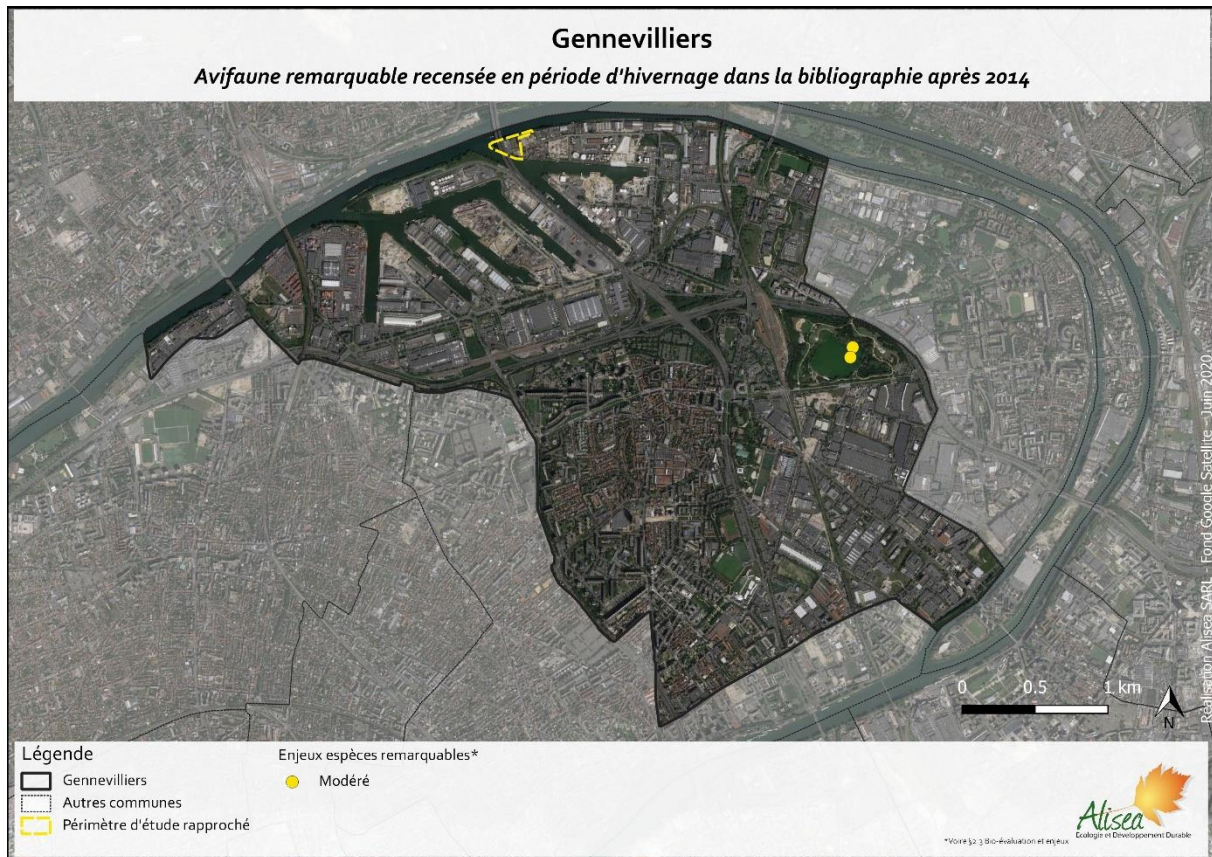 Gennevilliers
Avifaune remarquable recensée en période d'hivernage dans la bibliographie après 2014
Réalisation Alisea SARL - Fond Google Satellite - Juin 2020
0 0.5 1 km
N
Légende
Gennevilliers
Autres communes
Périmètre d'étude rapproché
Enjeux espèces remarquables*
Modéré
Alisea
Ecologie et Développement Durable
*Voire §2.3 Bio-évaluation et enjeux